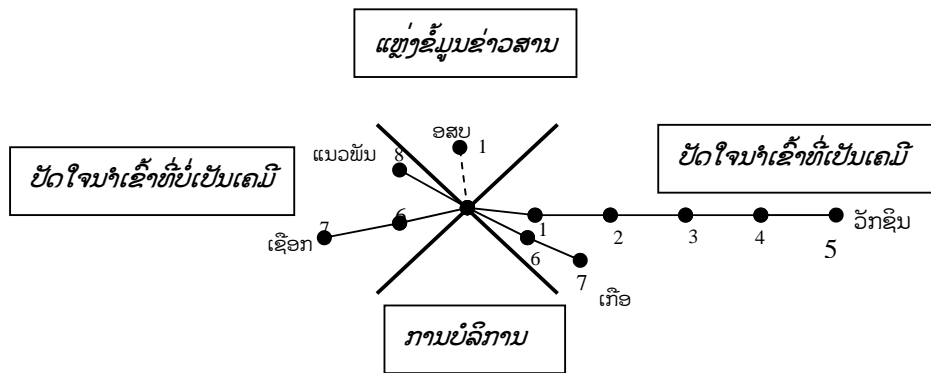 ແຫຼ່ງຂໍ້ມູນຂ່າວສານ
ອສບ 1
ແນວພັນ 8
ປັດໃຈນຳເຂົ້າທີ່ບໍ່ເປັນເຄມີ
ປັດໃຈນຳເຂົ້າທີ່ເປັນເຄມີ
ເຊືອກ 7 6
1 2 3 4 5 ວັກຊິນ
6
7
ເກືອ
ການບໍລິການ